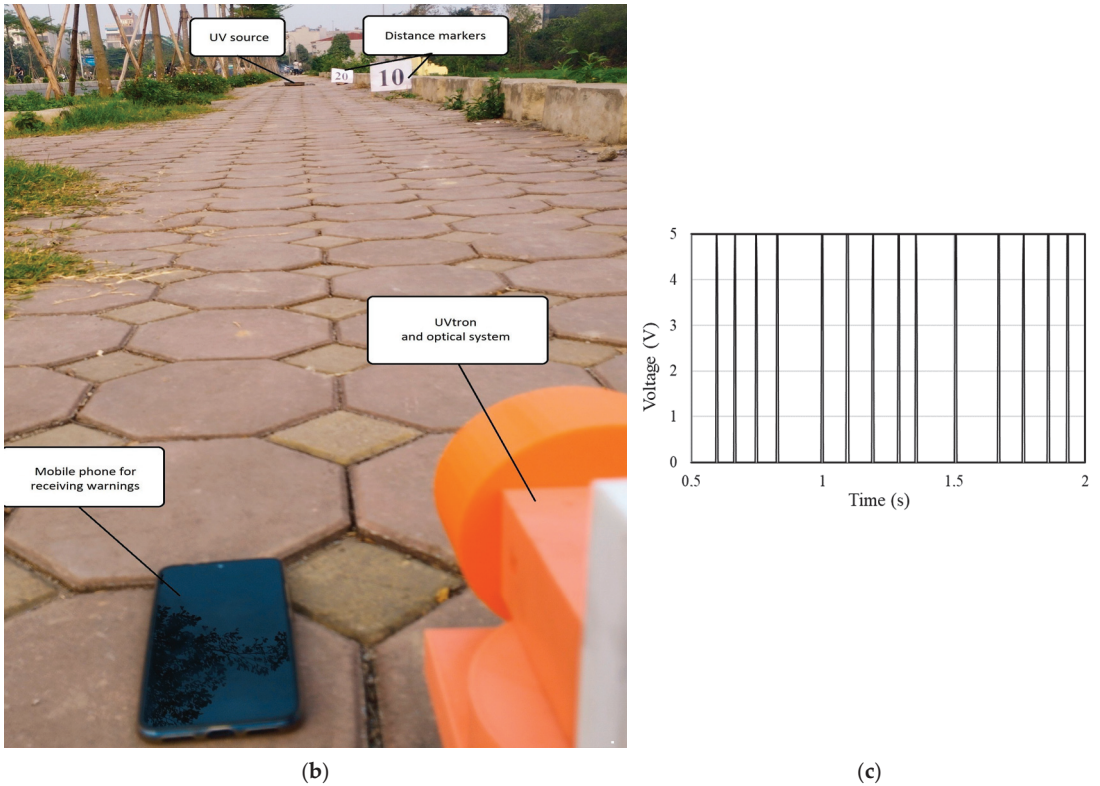 UV source
Distance markers
20
10
UVtron
and optical system
Mobile phone for
receiving warnings
(b)
Voltage (V)
5
4
3
2
1
0
0.5
1
1.5
2
Time (s)
(c)